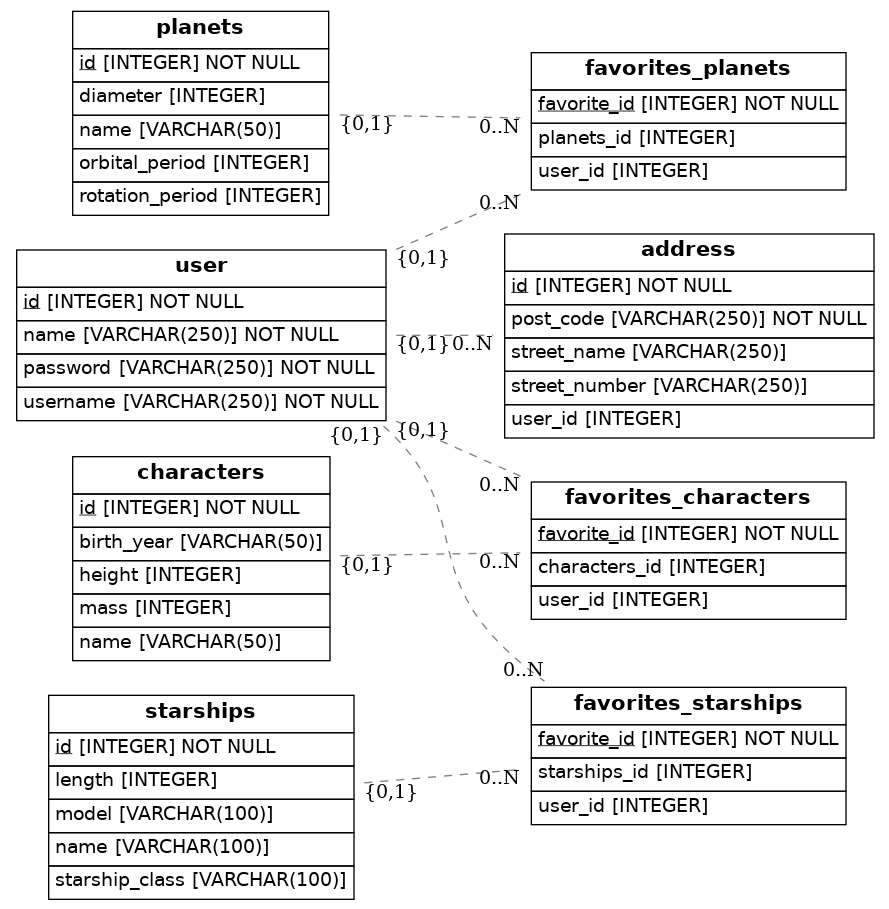 planets
id [INTEGER] NOT NULL
diameter [INTEGER]
name [VARCHAR(50)]
orbital_period [INTEGER]
rotation_period [INTEGER]
{0,1}
0..N
favorites_planets
favorite_id [INTEGER] NOT NULL
planets_id [INTEGER]
user_id [INTEGER]
0..N
{0,1}
user
id [INTEGER] NOT NULL
name [VARCHAR(250)] NOT NULL
password [VARCHAR(250)] NOT NULL
username [VARCHAR(250)] NOT NULL
{0,1}
0..N
address
id [INTEGER] NOT NULL
post_code [VARCHAR(250)] NOT NULL
street_name [VARCHAR(250)]
street_number [VARCHAR(250)]
user_id [INTEGER]
{0,1}
{0,1}
0..N
characters
id [INTEGER] NOT NULL
birth_year [VARCHAR(50)]
height [INTEGER]
mass [INTEGER]
name [VARCHAR(50)]
{0,1}
0..N
favorites_characters
favorite_id [INTEGER] NOT NULL
characters_id [INTEGER]
user_id [INTEGER]
0..N
starships
id [INTEGER] NOT NULL
length [INTEGER]
model [VARCHAR(100)]
name [VARCHAR(100)]
starship_class [VARCHAR(100)]
{0,1}
0..N
favorites_starships
favorite_id [INTEGER] NOT NULL
starships_id [INTEGER]
user_id [INTEGER]